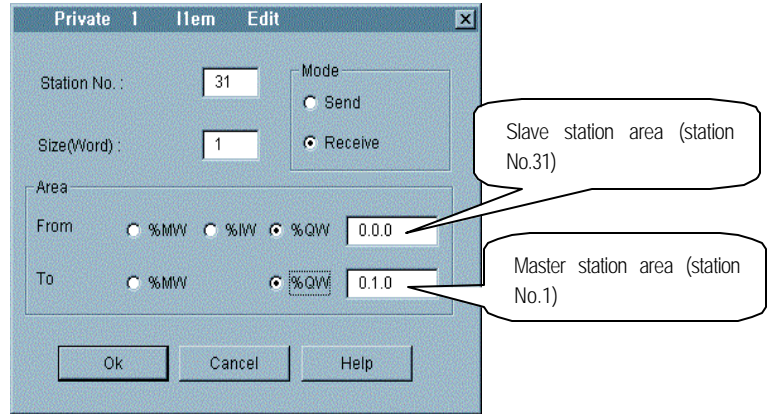 Private 1 I1em Edit
Station No. :
31
Mode
Send
Size(Word) :
1
Receive
Slave station area (station
No.31)
Area
From %MW %IW %QW 0.0.0
To %MW %QW 0.1.0
Master station area (station
No.1)
Ok Cancel Help